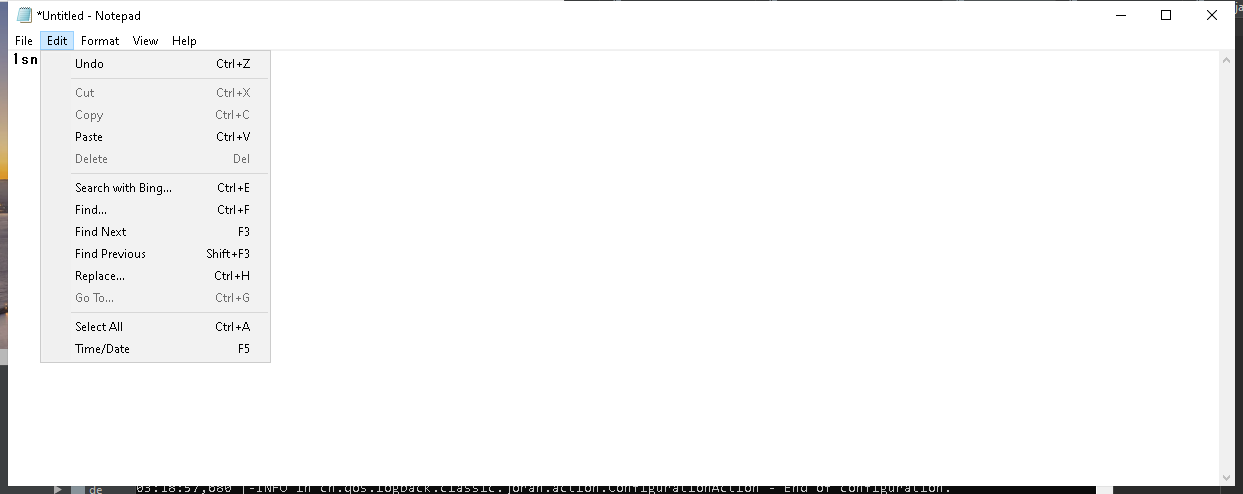 *Untitled - Notepad
File Edit Format View Help
Undo Ctrl+Z
Cut Ctrl+X
Copy Ctrl+C
Paste Ctrl+V
Delete Del
Search with Bing... Ctrl+E
Find... Ctrl+F
Find Next F3
Find Previous Shift+F3
Replace... Ctrl+H
Go To... Ctrl+G
Select All Ctrl+A
Time/Date F5
de 03:18:57,680 |-INFO in ch.qos.logback.classic.joran.action.ConfigurationAction - End of configuration.